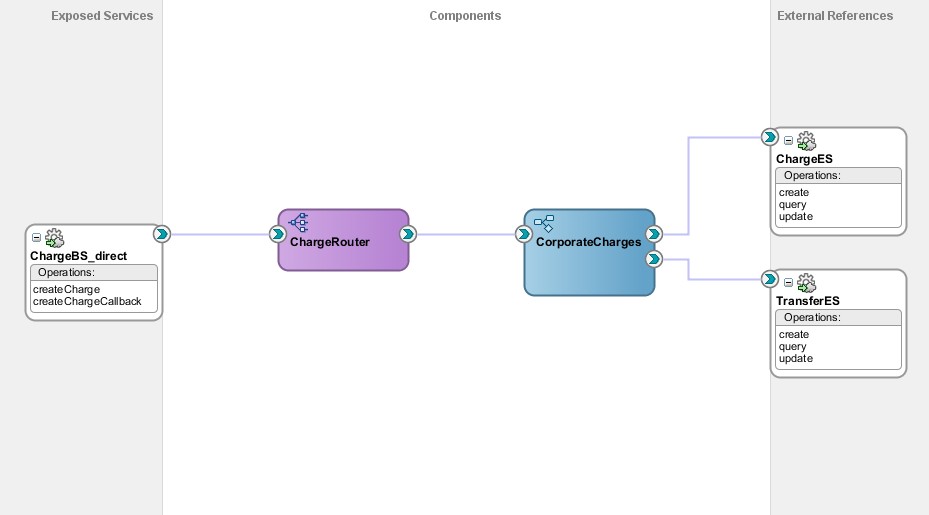 Exposed Services
Components
External References
ChargeBS_direct
Operations:
createCharge
createChargeCallback
ChargeRouter
CorporateCharges
ChargeES
Operations:
create
query
update
TransferES
Operations:
create
query
update